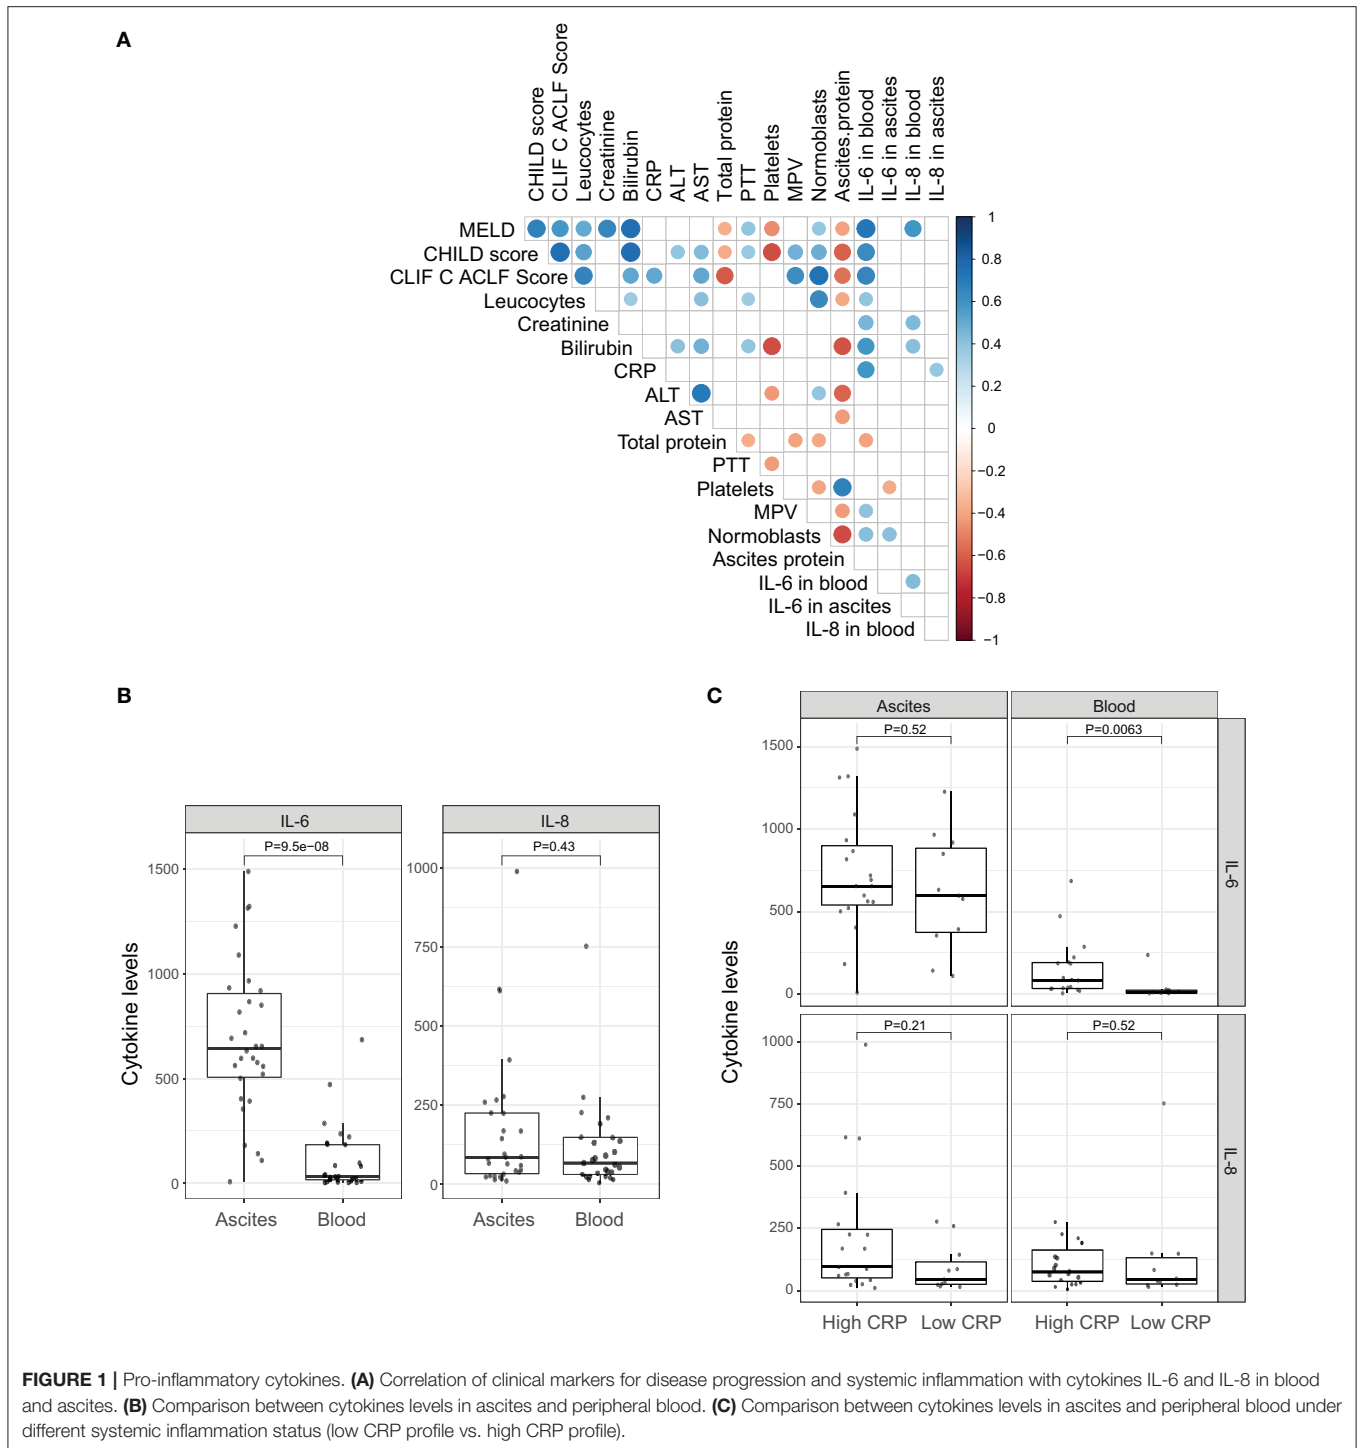 A
CHILD score
CLIF C ACLF Score
Leucocytes
Creatinine
Bilirubin
CRP
ALT
AST
Total protein
PTT
Platelets
MPV
Normoblasts
Ascites.protein
IL-6 in blood
IL-6 in ascites
IL-8 in blood
IL-8 in ascites
MELD
CHILD score
CLIF C ACLF Score
Leucocytes
Creatinine
Bilirubin
CRP
ALT
AST
Total protein
PTT
Platelets
MPV
Normoblasts
Ascites protein
IL-6 in blood
IL-6 in ascites
IL-8 in blood
1
0.8
0.6
0.4
0.2
0
−0.2
−0.4
−0.6
−0.8
−1
B
IL-6
IL-8
P=9.5e−08
P=0.43
Cytokine levels
1500
1000
500
0
1000
750
500
250
0
Ascites
Blood
Ascites
Blood
C
Ascites
Blood
P=0.52
P=0.0063
1500
1000
500
0
IL-6
Cytokine levels
P=0.21
P=0.52
1000
750
500
250
0
IL-8
High CRP
Low CRP
High CRP
Low CRP
FIGURE 1 | Pro-inflammatory cytokines. (A) Correlation of clinical markers for disease progression and systemic inflammation with cytokines IL-6 and IL-8 in blood
and ascites. (B) Comparison between cytokines levels in ascites and peripheral blood. (C) Comparison between cytokines levels in ascites and peripheral blood under
different systemic inflammation status (low CRP profile vs. high CRP profile).